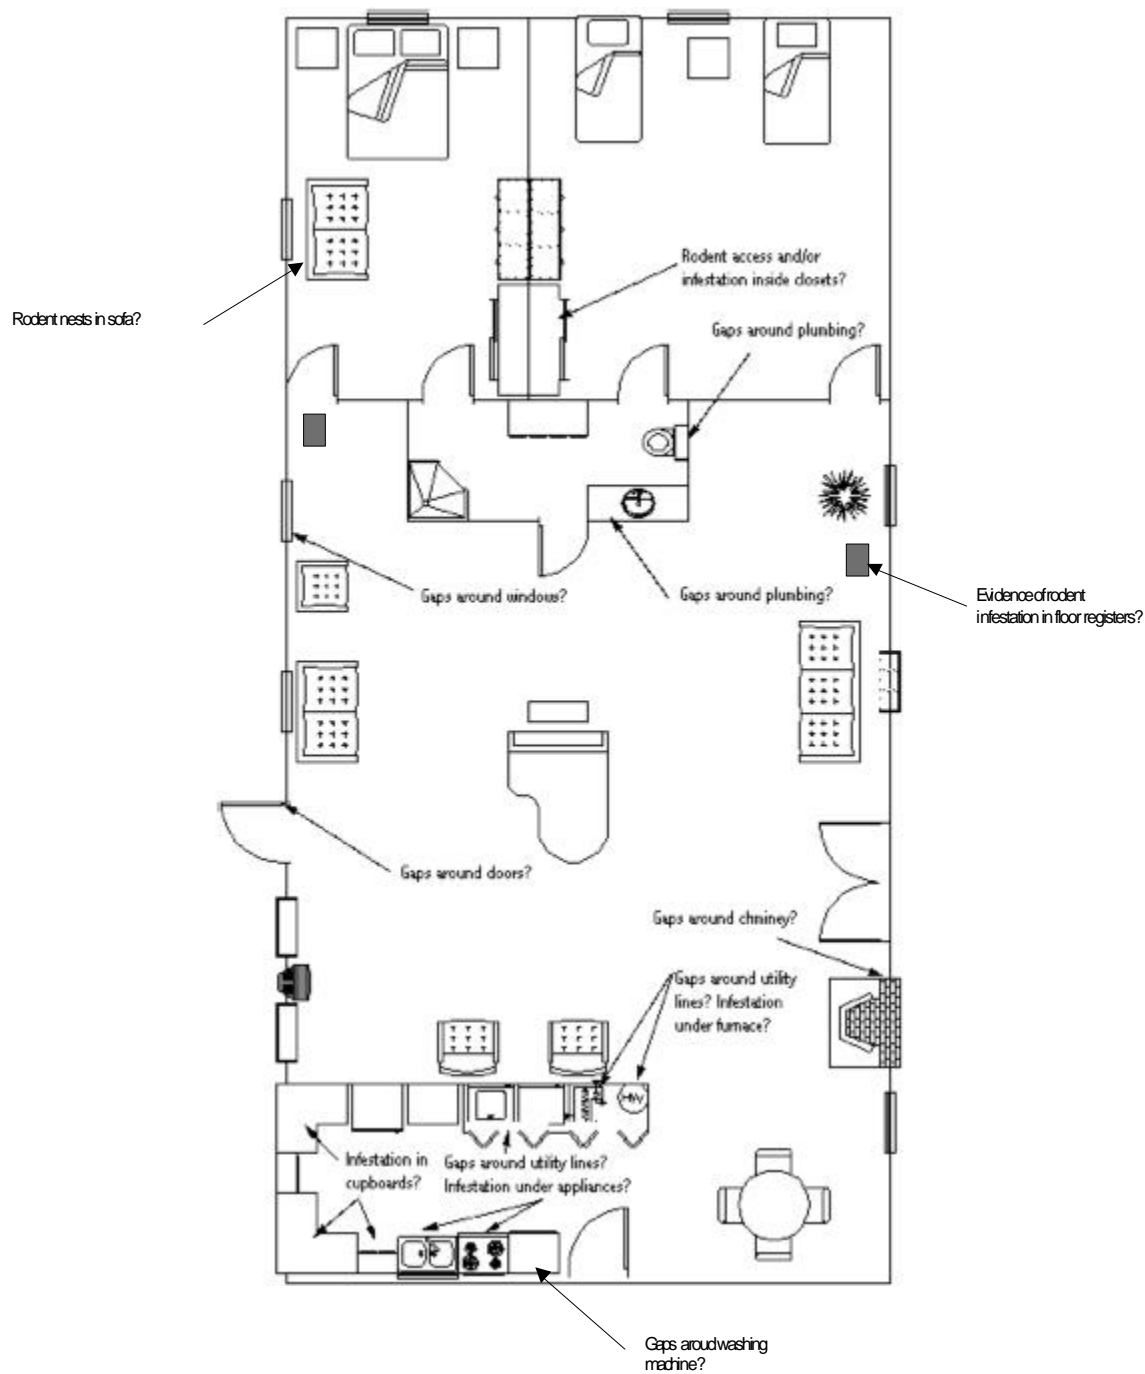 Rodent access and/or
infestation inside closets?
Rodent nests in sofa?
Gaps around plumbing?
Gaps around windows?
Gaps around plumbing?
Evidence of rodent
infestation in floor registers?
Gaps around doors?
Gaps around chminey?
Gaps around utility
lines? Infestation
under furnace?
HW
Infestation in
cupboards?
Gaps around utility lines?
Infestation under appliances?
Gaps aroud washing
machine?